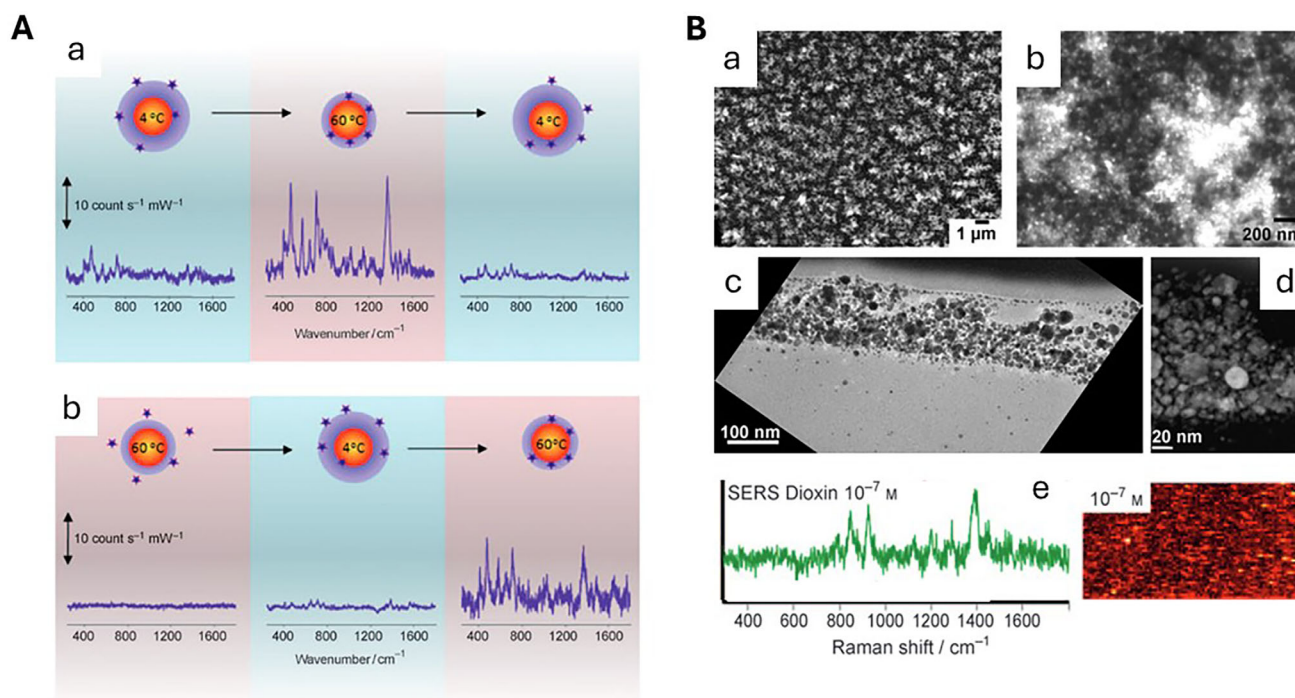 A
a
4 °C
60 °C
4 °C
10 count s⁻¹ mW⁻¹
400 800 1200 1600
400 800 1200 1600
400 800 1200 1600
Wavenumber/cm⁻¹
b
60 °C
4°C
60 °C
10 count s⁻¹ mW⁻¹
400 800 1200 1600
400 800 1200 1600
400 800 1200 1600
Wavenumber/cm⁻¹
B
a
1 µm
b
200 nm
c
100 nm
d
20 nm
SERS Dioxin 10⁻⁷ M
e
10⁻⁷ M
400 600 800 1000 1200 1400 1600
Raman shift / cm⁻¹